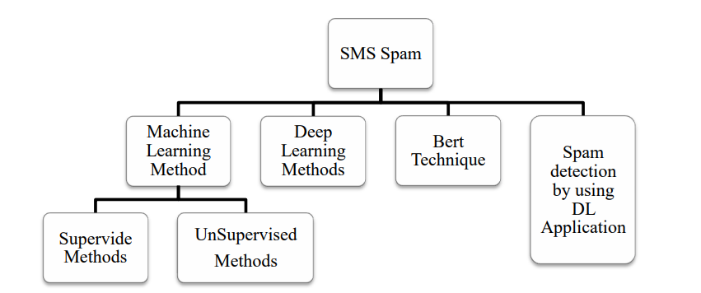 SMS Spam
Machine
Learning
Method
Deep
Learning
Methods
Bert
Technique
Spam
detection
by using
DL
Application
Supervide
Methods
UnSupervised
Methods